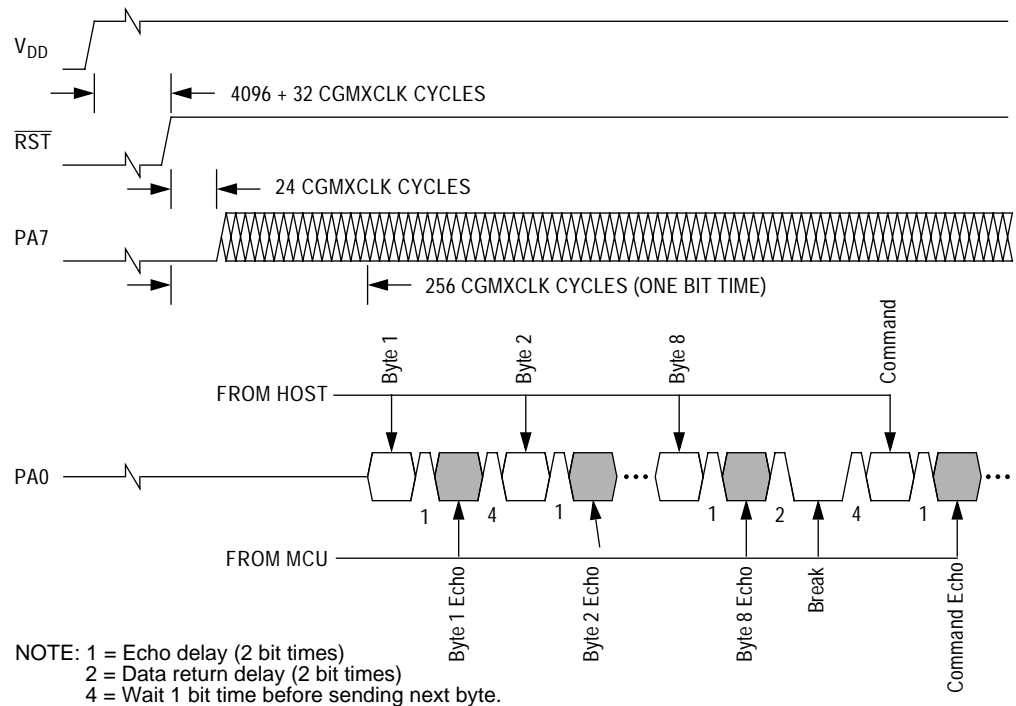 VDD
4096 + 32 CGMXCLK CYCLES
RST
24 CGMXCLK CYCLES
PA7
256 CGMXCLK CYCLES (ONE BIT TIME)
Byte 1
Byte 2
Byte 8
Command
FROM HOST
PA0
1
4
1
1
2
4
1
FROM MCU
Byte 1 Echo
Byte 2 Echo
Byte 8 Echo
Break
Command Echo
NOTE: 1 = Echo delay (2 bit times)
2 = Data return delay (2 bit times)
4 = Wait 1 bit time before sending next byte.